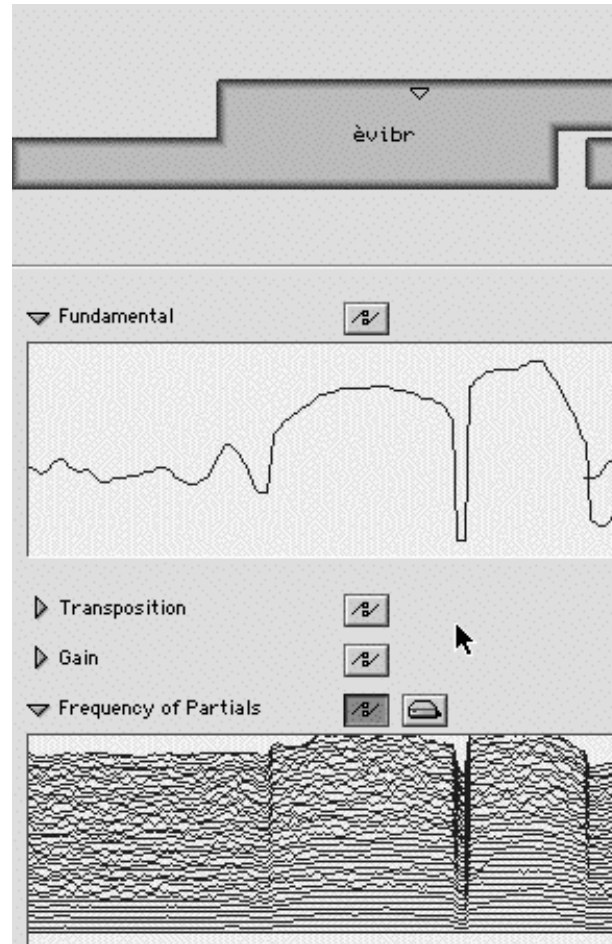 èvibr
Fundamental
Transposition
Gain
Frequency of Partials